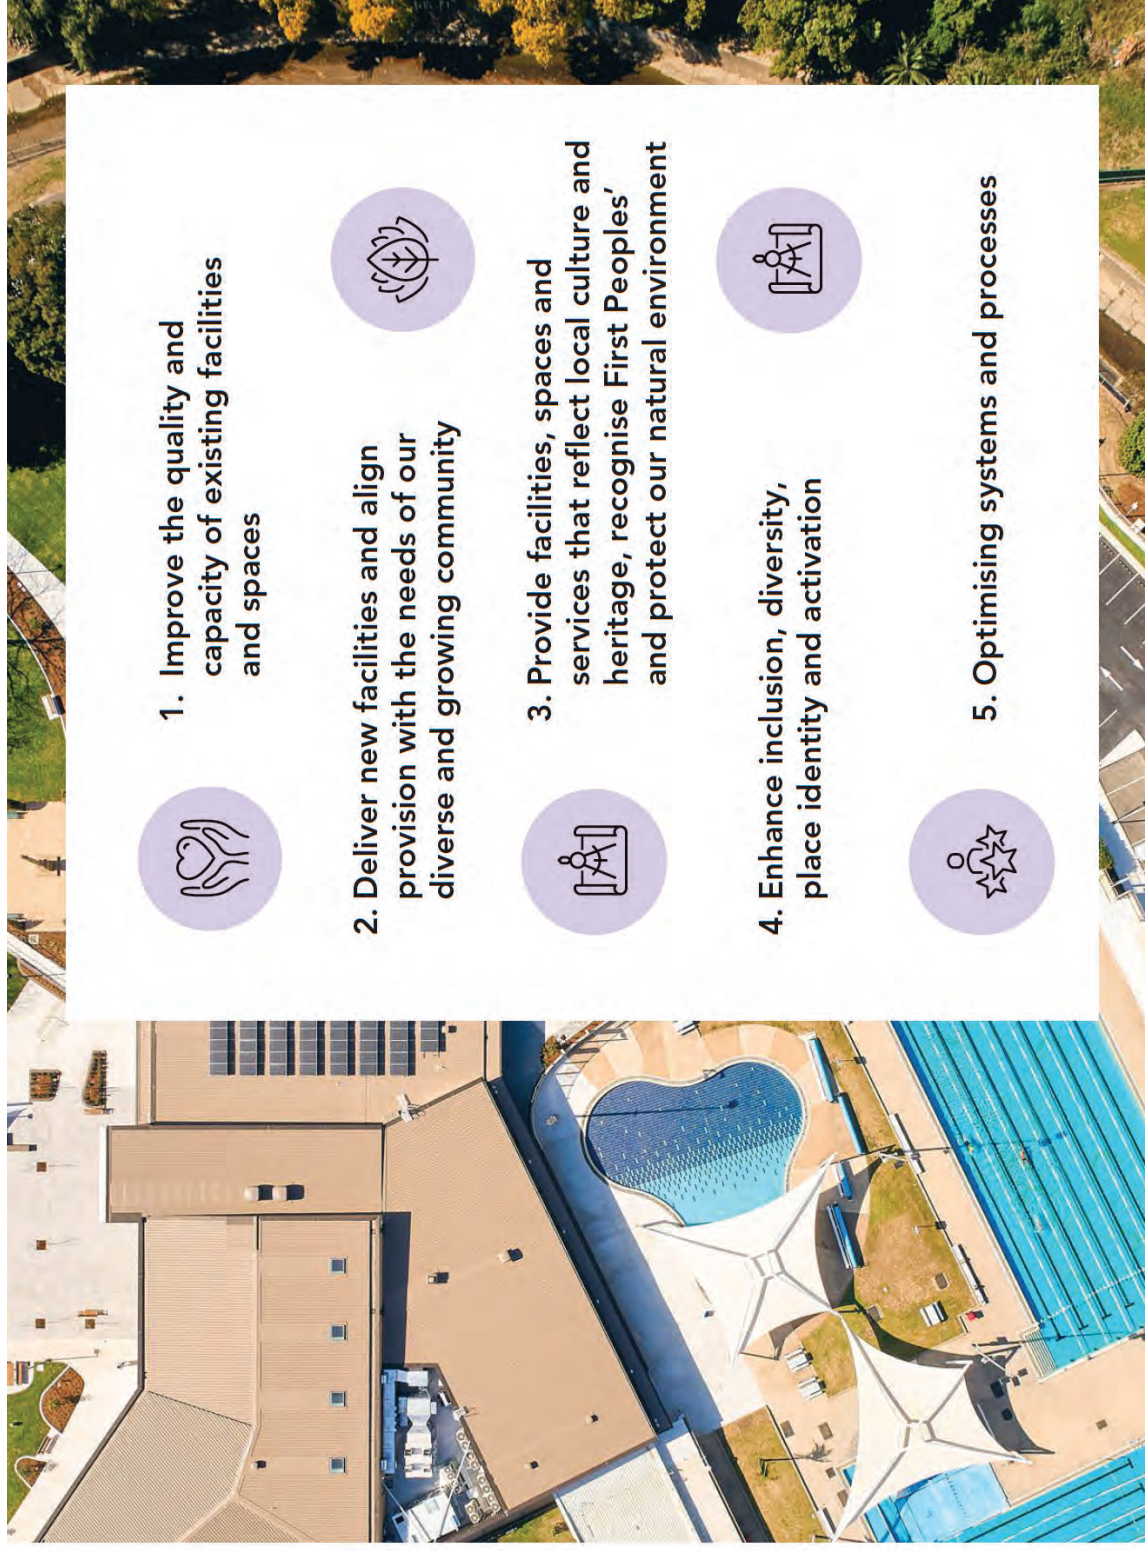 1. Improve the quality and
capacity of existing facilities
and spaces
2. Deliver new facilities and align
provision with the needs of our
diverse and growing community
3. Provide facilities, spaces and
services that reflect local culture and
heritage, recognise First Peoples’
and protect our natural environment
4. Enhance inclusion, diversity,
place identity and activation
5. Optimising systems and processes